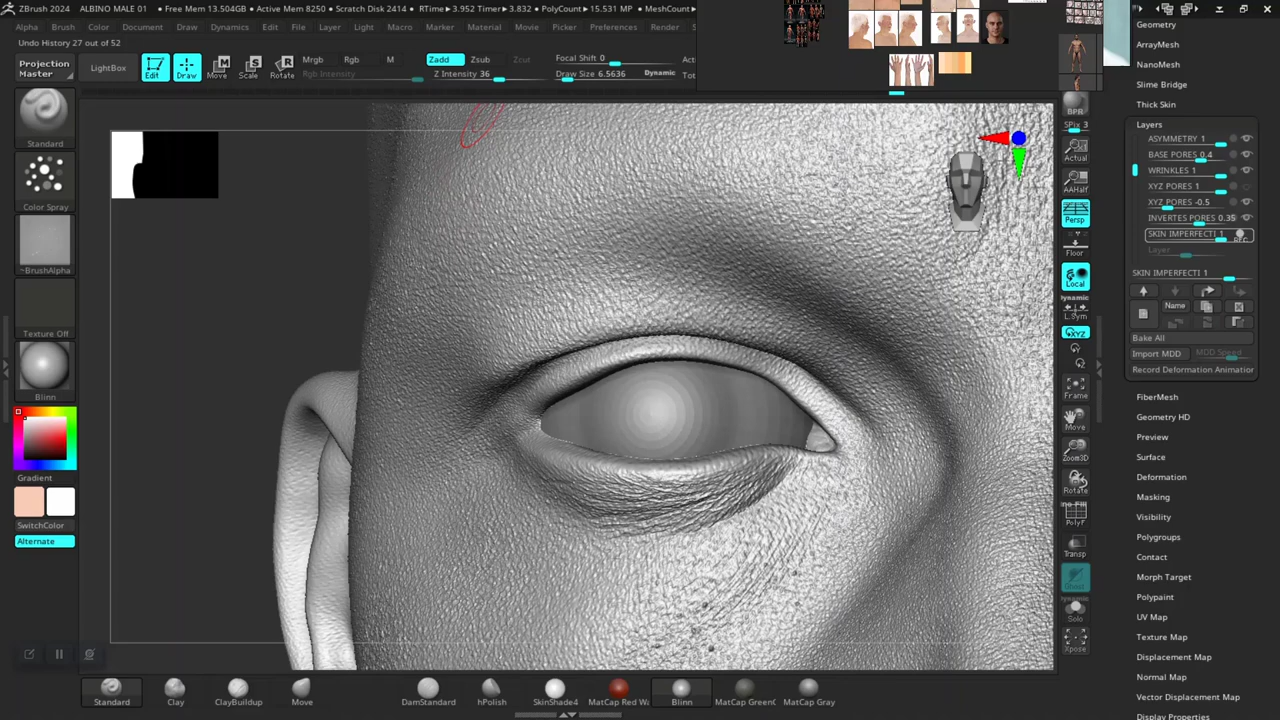 ZBrush 2024 ALBINO MALE 01 • Free Mem 13.504GB • Active Mem 8250 • Scratch Disk 2414 • RTime ▸ 3.952 Timer ▸ 3.832 • PolyCount ▸ 15.531 MP • MeshCount ▸
Alpha Brush Color Document Draw Dynamics Edit File Layer Light Macro Marker Material Movie Picker Preferences Render
Undo History 27 out of 52
Projection Master
LightBox
Edit
Draw
Move
Scale
Rotate
Mrgb Rgb M
Rgb Intensity
Zadd Zsub Zcut
Z Intensity 36
Focal Shift 0
Draw Size 6.5636 Dynamic
Standard
Color Spray
~BrushAlpha
Texture Off
Blinn
Gradient
SwitchColor
Alternate
BPR
SPix 3
Actual
AAHalf
Persp
Floor
Local
Dynamic
L.Sym
XYZ
Frame
Move
Zoom3D
Rotate
PolyF
Transp
Ghost
Dynamic
Solo
Xpose
Geometry
ArrayMesh
NanoMesh
Slime Bridge
Thick Skin
Layers
ASYMMETRY 1
BASE PORES 0.4
WRINKLES 1
XYZ PORES 1
XYZ PORES -0.5
INVERTES PORES 0.35
SKIN IMPERFECTI 1 REC
Layer
SKIN IMPERFECTI 1
Name
Bake All
Import MDD MDD Speed
Record Deformation Animation
FiberMesh
Geometry HD
Preview
Surface
Deformation
Masking
Visibility
Polygroups
Contact
Morph Target
Polypaint
UV Map
Texture Map
Displacement Map
Normal Map
Vector Displacement Map
Display Properties
Standard Clay ClayBuildup Move DamStandard hPolish SkinShade4 MatCap Red Wa Blinn MatCap GreenC MatCap Gray